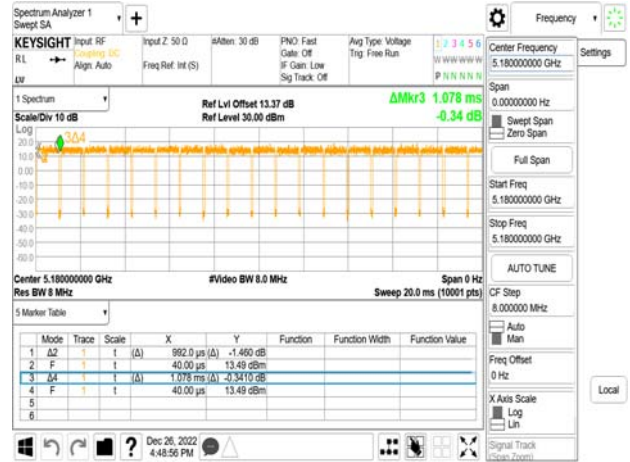 Spectrum Analyzer 1
Swept SA
+
Frequency
KEYSIGHT
Input: RF
Coupling: DC
Align: Auto
RL
Input Z: 50 Ω
Freq Ref: Int (S)
#Atten: 30 dB
PNO: Fast
Gate: Off
IF Gain: Low
Sig Track: Off
Avg Type: Voltage
Trig: Free Run
1 2 3 4 5 6
W W W W W W
P N N N N N
1 Spectrum
Scale/Div 10 dB
Ref Lvl Offset 13.37 dB
Ref Level 30.00 dBm
ΔMkr3 1.078 ms
-0.34 dB
Log
3Δ4
20.0
10.0
0.00
-10.0
-20.0
-30.0
-40.0
-50.0
-60.0
Center 5.180000000 GHz
Res BW 8 MHz
#Video BW 8.0 MHz
Span 0 Hz
Sweep 20.0 ms (10001 pts)
5 Marker Table
Mode Trace Scale X Y Function Function Width Function Value
1 Δ2 1 t (Δ) 992.0 µs (Δ) -1.460 dB
2 F 1 t 40.00 µs 13.49 dBm
3 Δ4 1 t (Δ) 1.078 ms (Δ) -0.3410 dB
4 F 1 t 40.00 µs 13.49 dBm
5
6
Dec 26, 2022
4:48:56 PM
?
Center Frequency
5.180000000 GHz
Settings
Span
0.00000000 Hz
Swept Span
Zero Span
Full Span
Start Freq
5.180000000 GHz
Stop Freq
5.180000000 GHz
AUTO TUNE
CF Step
8.000000 MHz
Auto
Man
Freq Offset
0 Hz
X Axis Scale
Log
Lin
Signal Track
(Span Zoom)
Local